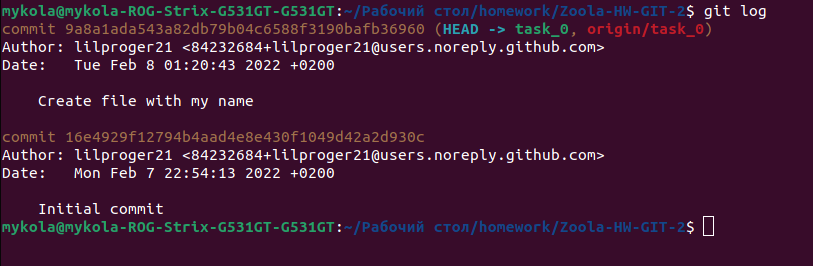 mykola@mykola-ROG-Strix-G531GT-G531GT:~/Рабочий стол/homework/Zoola-HW-GIT-2$ git log
commit 9a8a1ada543a82db79b04c6588f3190bafb36960 (HEAD -> task_0, origin/task_0)
Author: lilproger21 <84232684+lilproger21@users.noreply.github.com>
Date:   Tue Feb 8 01:20:43 2022 +0200
    Create file with my name
commit 16e4929f12794b4aad4e8e430f1049d42a2d930c
Author: lilproger21 <84232684+lilproger21@users.noreply.github.com>
Date:   Mon Feb 7 22:54:13 2022 +0200
    Initial commit
mykola@mykola-ROG-Strix-G531GT-G531GT:~/Рабочий стол/homework/Zoola-HW-GIT-2$